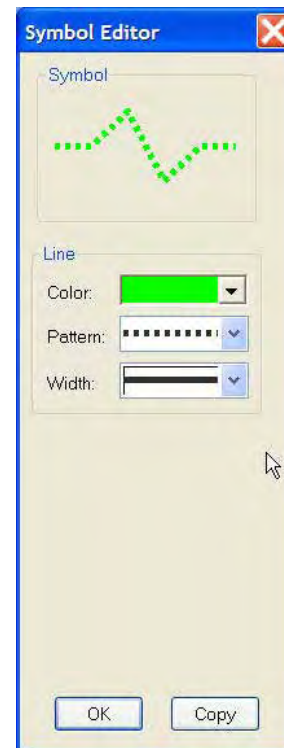 Symbol Editor
Symbol
Line
Color:
Pattern:
Width:
OK
Copy